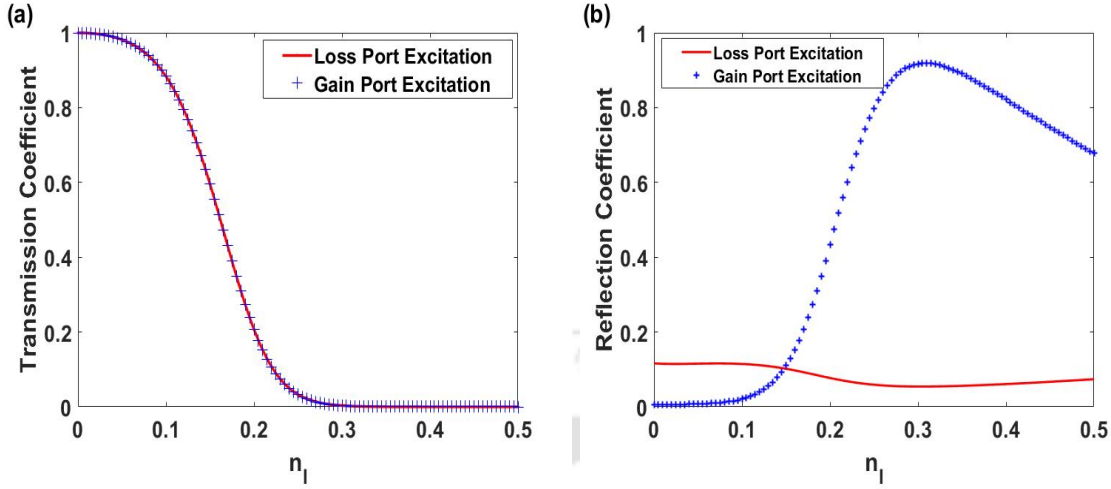 (a)
Transmission Coefficient
1
0.8
0.6
0.4
0.2
0
Loss Port Excitation
Gain Port Excitation
0
0.1
0.2
0.3
0.4
0.5
n_I
(b)
Reflection Coefficient
1
0.8
0.6
0.4
0.2
0
Loss Port Excitation
Gain Port Excitation
0
0.1
0.2
0.3
0.4
0.5
n_I